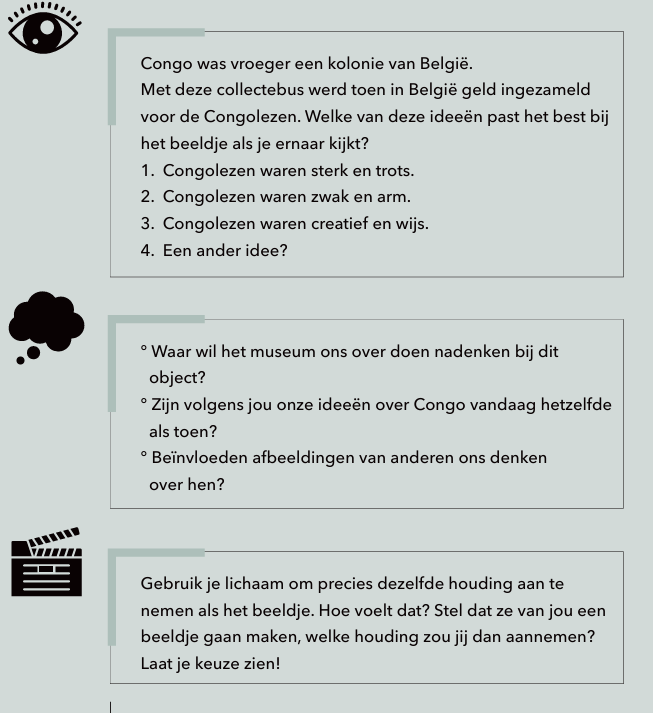 Congo was vroeger een kolonie van België.
Met deze collectebus werd toen in België geld ingezameld
voor de Congolezen. Welke van deze ideeën past het best bij
het beeldje als je ernaar kijkt?
1. Congolezen waren sterk en trots.
2. Congolezen waren zwak en arm.
3. Congolezen waren creatief en wijs.
4. Een ander idee?
° Waar wil het museum ons over doen nadenken bij dit
object?
° Zijn volgens jou onze ideeën over Congo vandaag hetzelfde
als toen?
° Beïnvloeden afbeeldingen van anderen ons denken
over hen?
Gebruik je lichaam om precies dezelfde houding aan te
nemen als het beeldje. Hoe voelt dat? Stel dat ze van jou een
beeldje gaan maken, welke houding zou jij dan aannemen?
Laat je keuze zien!